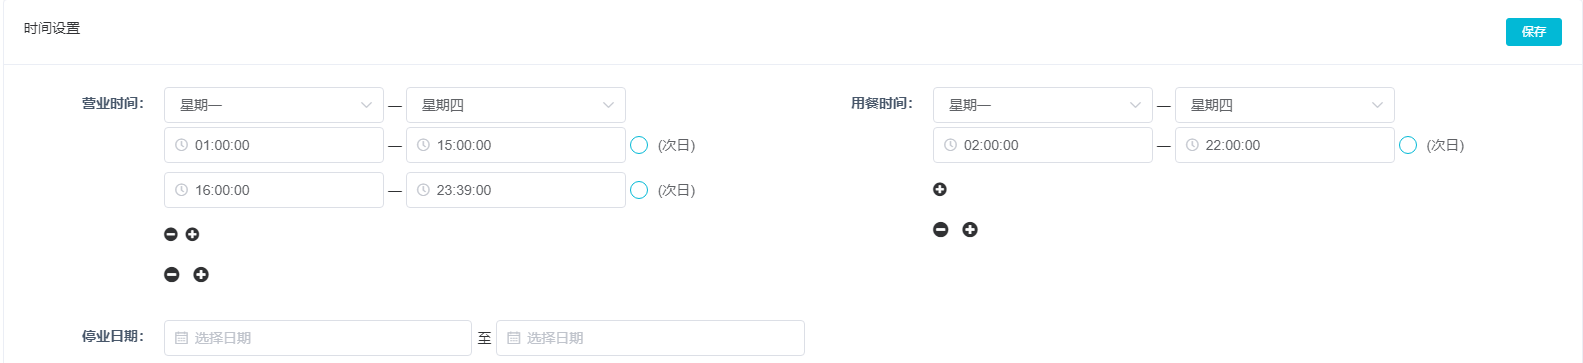 时间设置
保存
营业时间： 星期一 — 星期四
01:00:00 — 15:00:00 (次日)
16:00:00 — 23:39:00 (次日)
用餐时间： 星期一 — 星期四
02:00:00 — 22:00:00 (次日)
停业日期： 选择日期 至 选择日期